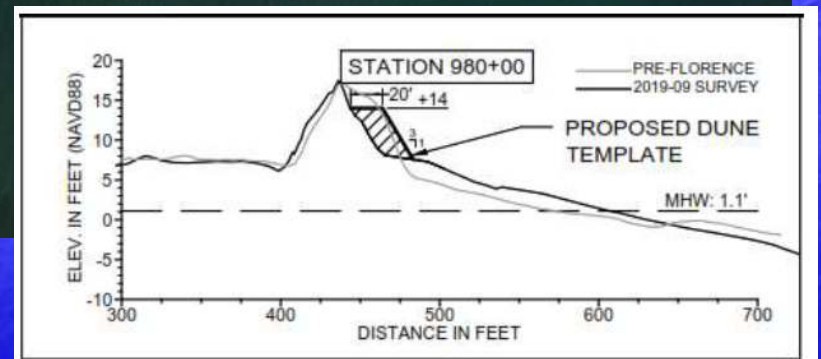 STATION 980+00
PRE-FLORENCE
2019-09 SURVEY
20'
+14
3
1
PROPOSED DUNE
TEMPLATE
MHW: 1.1'
ELEV. IN FEET (NAVD88)
20
15
10
5
0
-5
-10
300
400
500
600
700
DISTANCE IN FEET